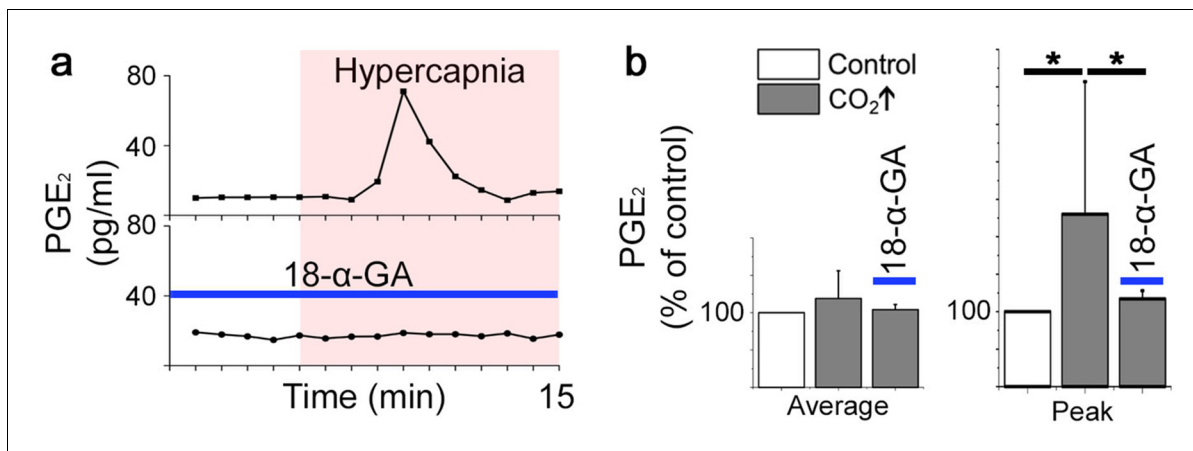 a
Hypercapnia
80
40
PGE₂
(pg/ml)
80
18-α-GA
40
Time (min)
15
b
Control
CO₂↑
PGE₂
(% of control)
18-α-GA
100
Average
* *
18-α-GA
100
Peak